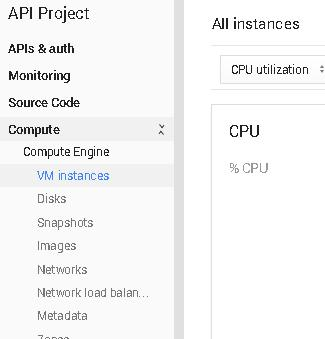 API Project
APIs & auth
Monitoring
Source Code
Compute
Compute Engine
VM instances
Disks
Snapshots
Images
Networks
Network load balan...
Metadata
Zones
All instances
CPU utilization
CPU
% CPU